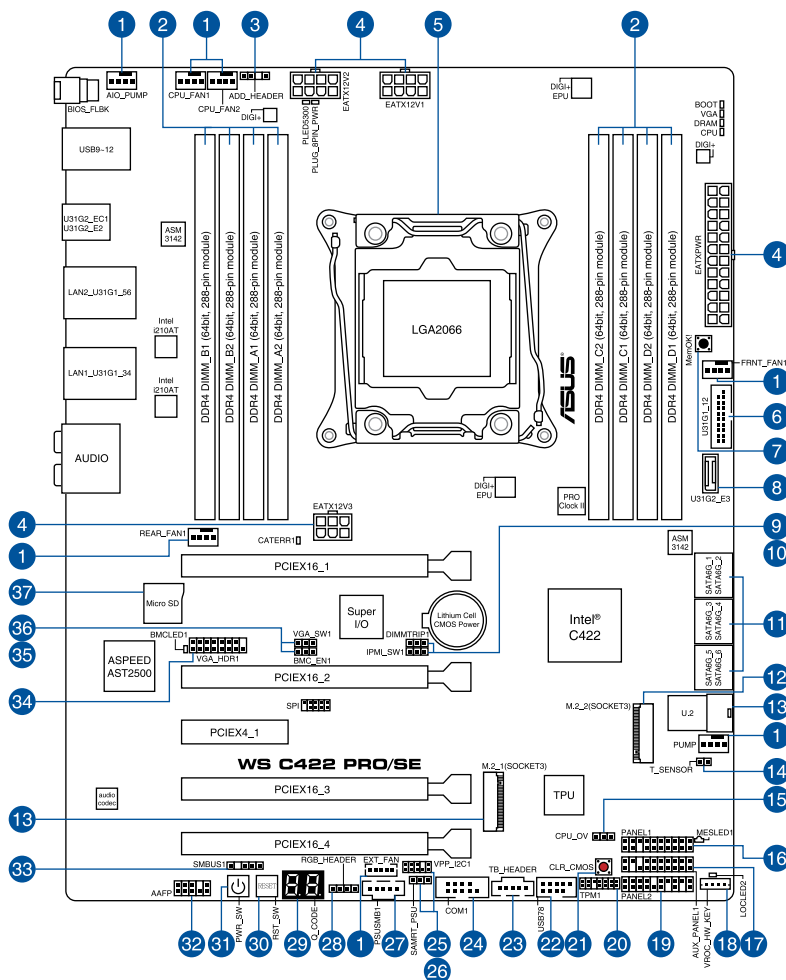 1
2
1
3
4
5
2
BIOS_FLBK
AIO_PUMP
CPU_FAN1
CPU_FAN2
ADD_HEADER
DIGI+
EATX12V2
PLED5300
PLUG_8PIN_PWR
EATX12V1
DIGI+
EPU
BOOT
VGA
DRAM
CPU
DIGI+
USB9~12
U31G2_EC1
U31G2_E2
ASM
3142
LAN2_U31G1_56
Intel
i210AT
LAN1_U31G1_34
Intel
i210AT
AUDIO
DDR4 DIMM_B1 (64bit, 288-pin module)
DDR4 DIMM_B2 (64bit, 288-pin module)
DDR4 DIMM_A1 (64bit, 288-pin module)
DDR4 DIMM_A2 (64bit, 288-pin module)
LGA2066
ASUS®
DDR4 DIMM_C2 (64bit, 288-pin module)
DDR4 DIMM_C1 (64bit, 288-pin module)
DDR4 DIMM_D2 (64bit, 288-pin module)
DDR4 DIMM_D1 (64bit, 288-pin module)
EATXPWR
4
MemOK!
FRNT_FAN1
1
U31G1_12
6
7
U31G2_E3
8
DIGI+
EPU
PRO
Clock II
4
EATX12V3
1
REAR_FAN1
CATERR1
9
10
ASM
3142
PCIEX16_1
37
Micro SD
Super
I/O
Lithium Cell
CMOS Power
Intel®
C422
SATA6G_1
SATA6G_2
SATA6G_3
SATA6G_4
SATA6G_5
SATA6G_6
11
36
35
BMCLED1
VGA_HDR1
VGA_SW1
BMC_EN1
DIMMTRIP1
IPMI_SW1
ASPEED
AST2500
34
PCIEX16_2
12
SPI
M.2_2(SOCKET3)
U.2
13
PCIEX4_1
PUMP
1
WS C422 PRO/SE
M.2_1(SOCKET3)
T_SENSOR
14
audio
codec
PCIEX16_3
TPU
13
15
CPU_OV
PANEL1
MESLED1
16
PCIEX16_4
33
SMBUS1
RGB_HEADER
EXT_FAN
VPP_I2C1
CLR_CMOS
17
AAFP
PWR_SW
RESET
RST_SW
88
Q_CODE
PSUSMB1
SAMRT_PSU
COM1
TB_HEADER
USB78
TPM1
PANEL2
AUX_PANEL1
VROC_HW_KEY
LOCLED2
32
31
30
29
28
1
27
25
26
24
23
22
21
20
19
18